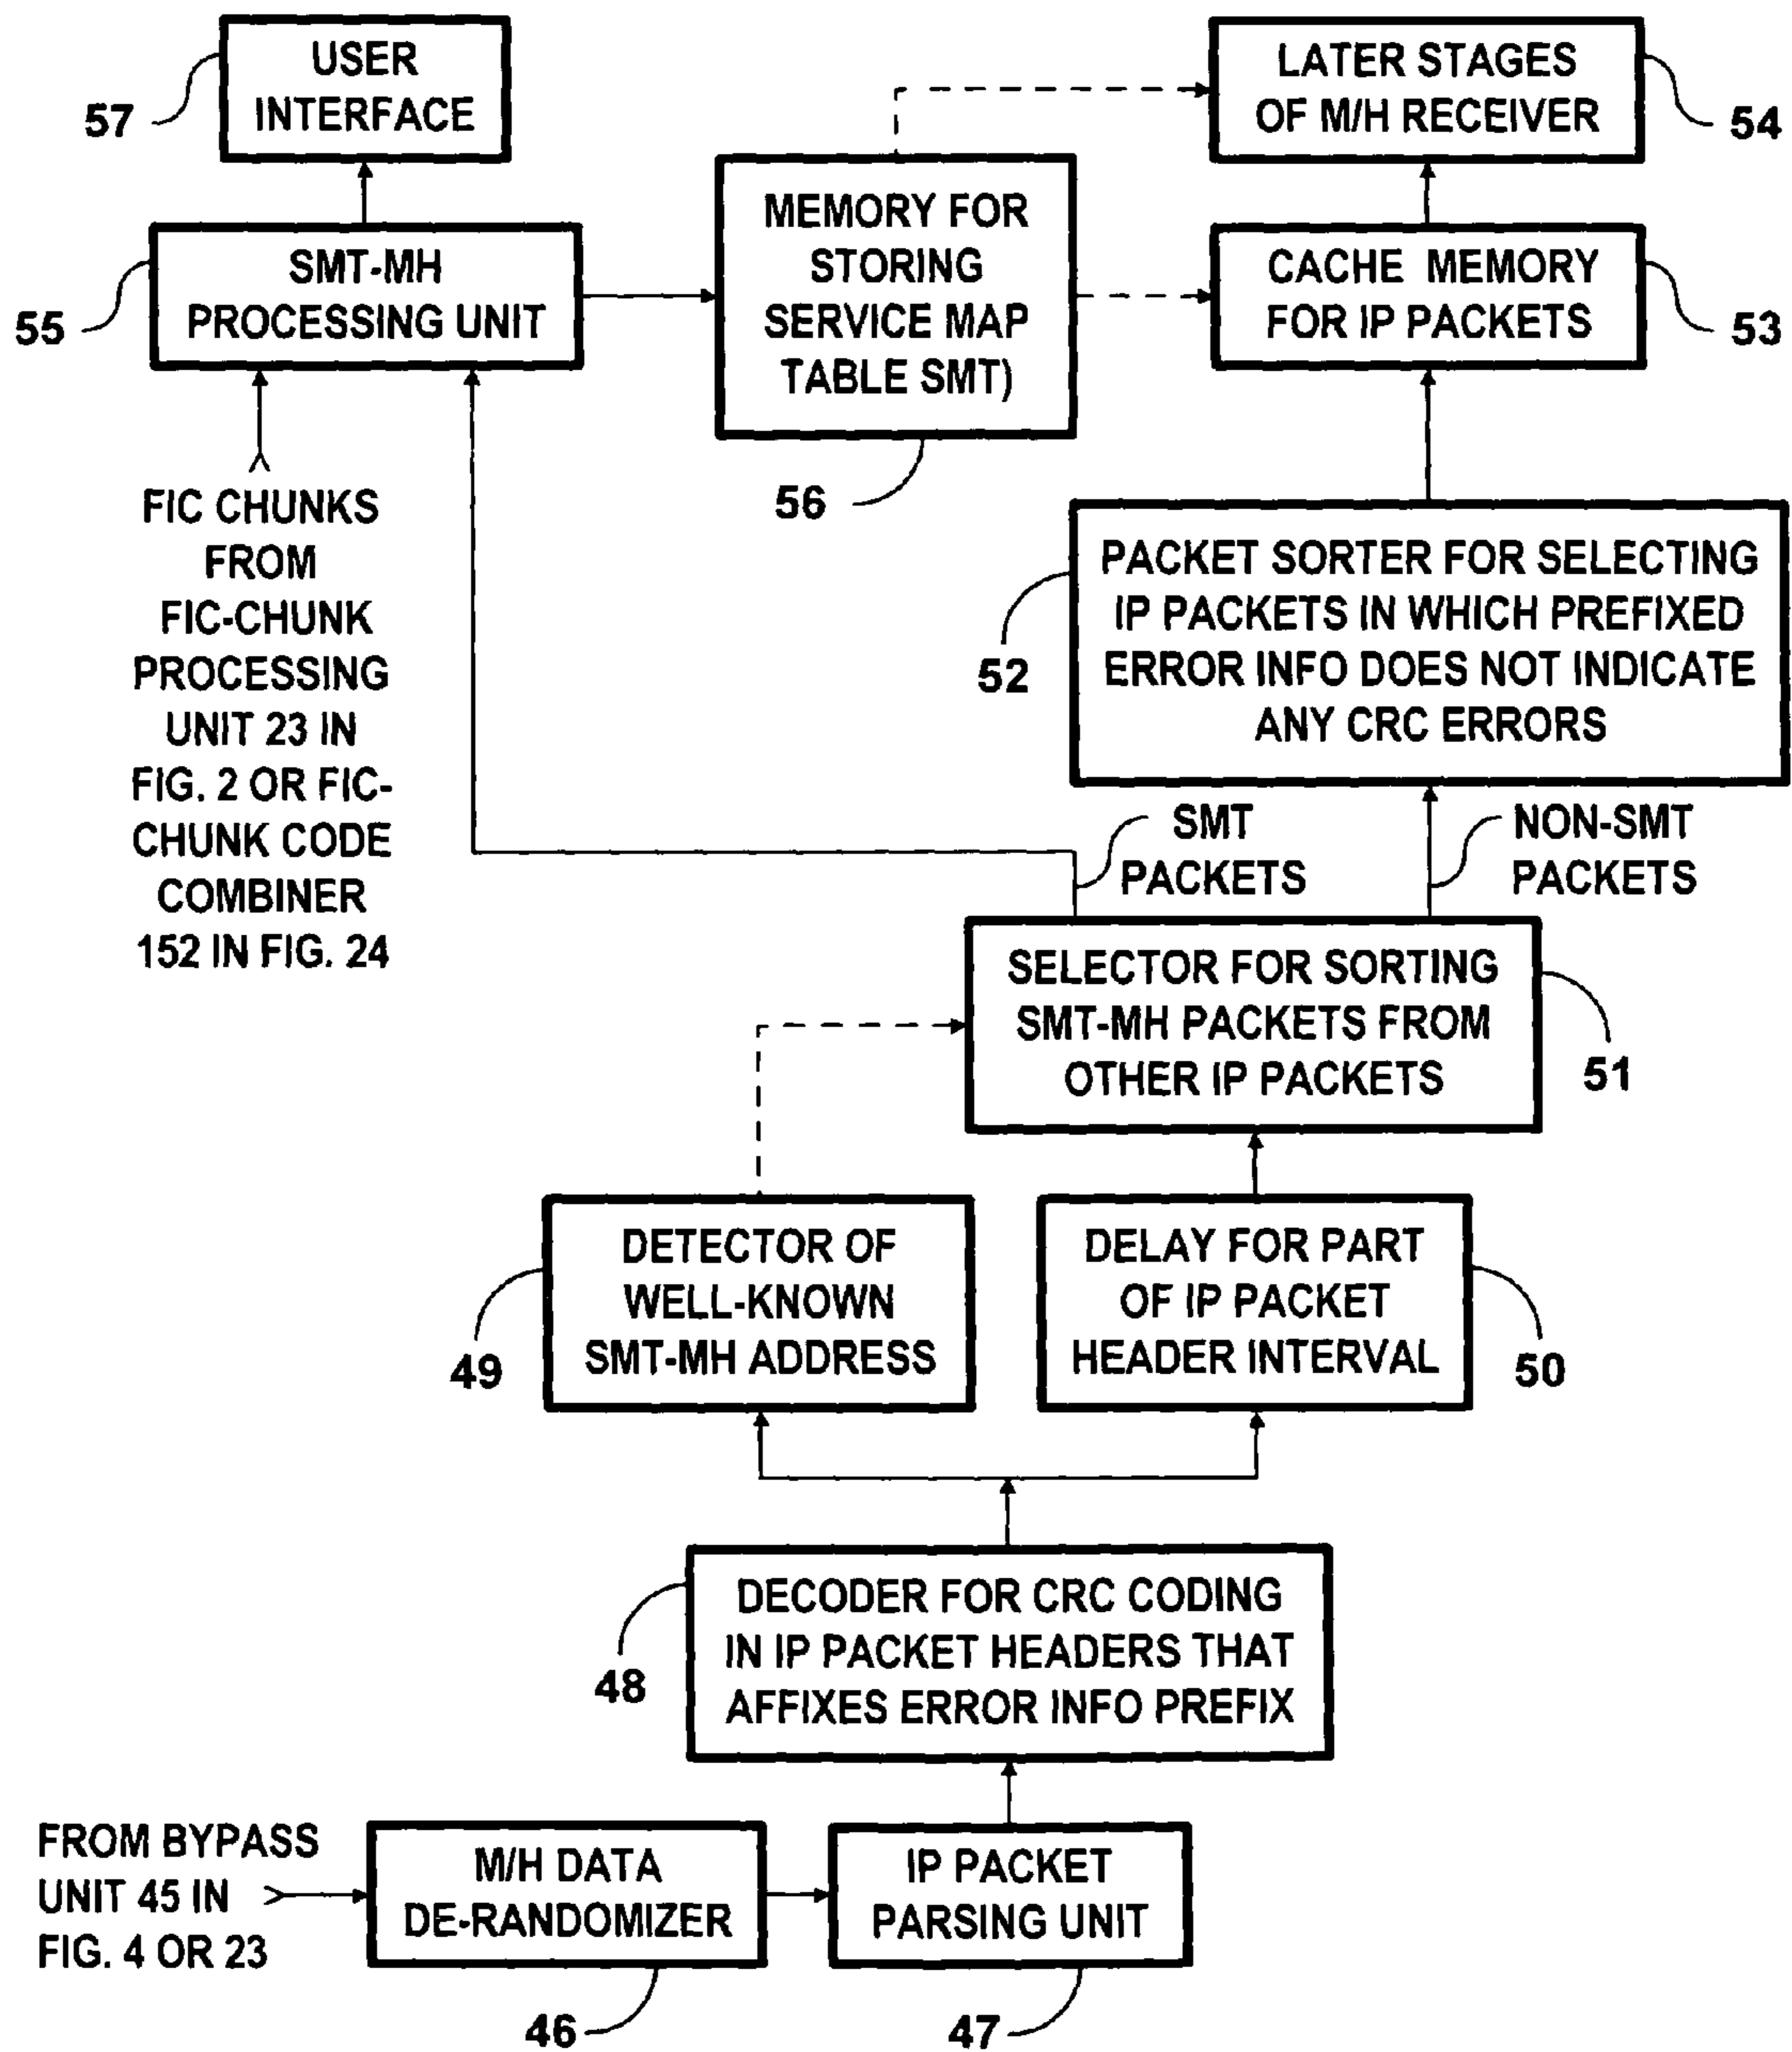 USER
INTERFACE
57
LATER STAGES
OF M/H RECEIVER
54
SMT-MH
PROCESSING UNIT
55
MEMORY FOR
STORING
SERVICE MAP
TABLE SMT)
56
CACHE MEMORY
FOR IP PACKETS
53
FIC CHUNKS
FROM
FIC-CHUNK
PROCESSING
UNIT 23 IN
FIG. 2 OR FIC-
CHUNK CODE
COMBINER
152 IN FIG. 24
PACKET SORTER FOR SELECTING
IP PACKETS IN WHICH PREFIXED
ERROR INFO DOES NOT INDICATE
ANY CRC ERRORS
52
SMT
PACKETS
NON-SMT
PACKETS
SELECTOR FOR SORTING
SMT-MH PACKETS FROM
OTHER IP PACKETS
51
DETECTOR OF
WELL-KNOWN
SMT-MH ADDRESS
49
DELAY FOR PART
OF IP PACKET
HEADER INTERVAL
50
DECODER FOR CRC CODING
IN IP PACKET HEADERS THAT
AFFIXES ERROR INFO PREFIX
48
FROM BYPASS
UNIT 45 IN
FIG. 4 OR 23
M/H DATA
DE-RANDOMIZER
46
IP PACKET
PARSING UNIT
47